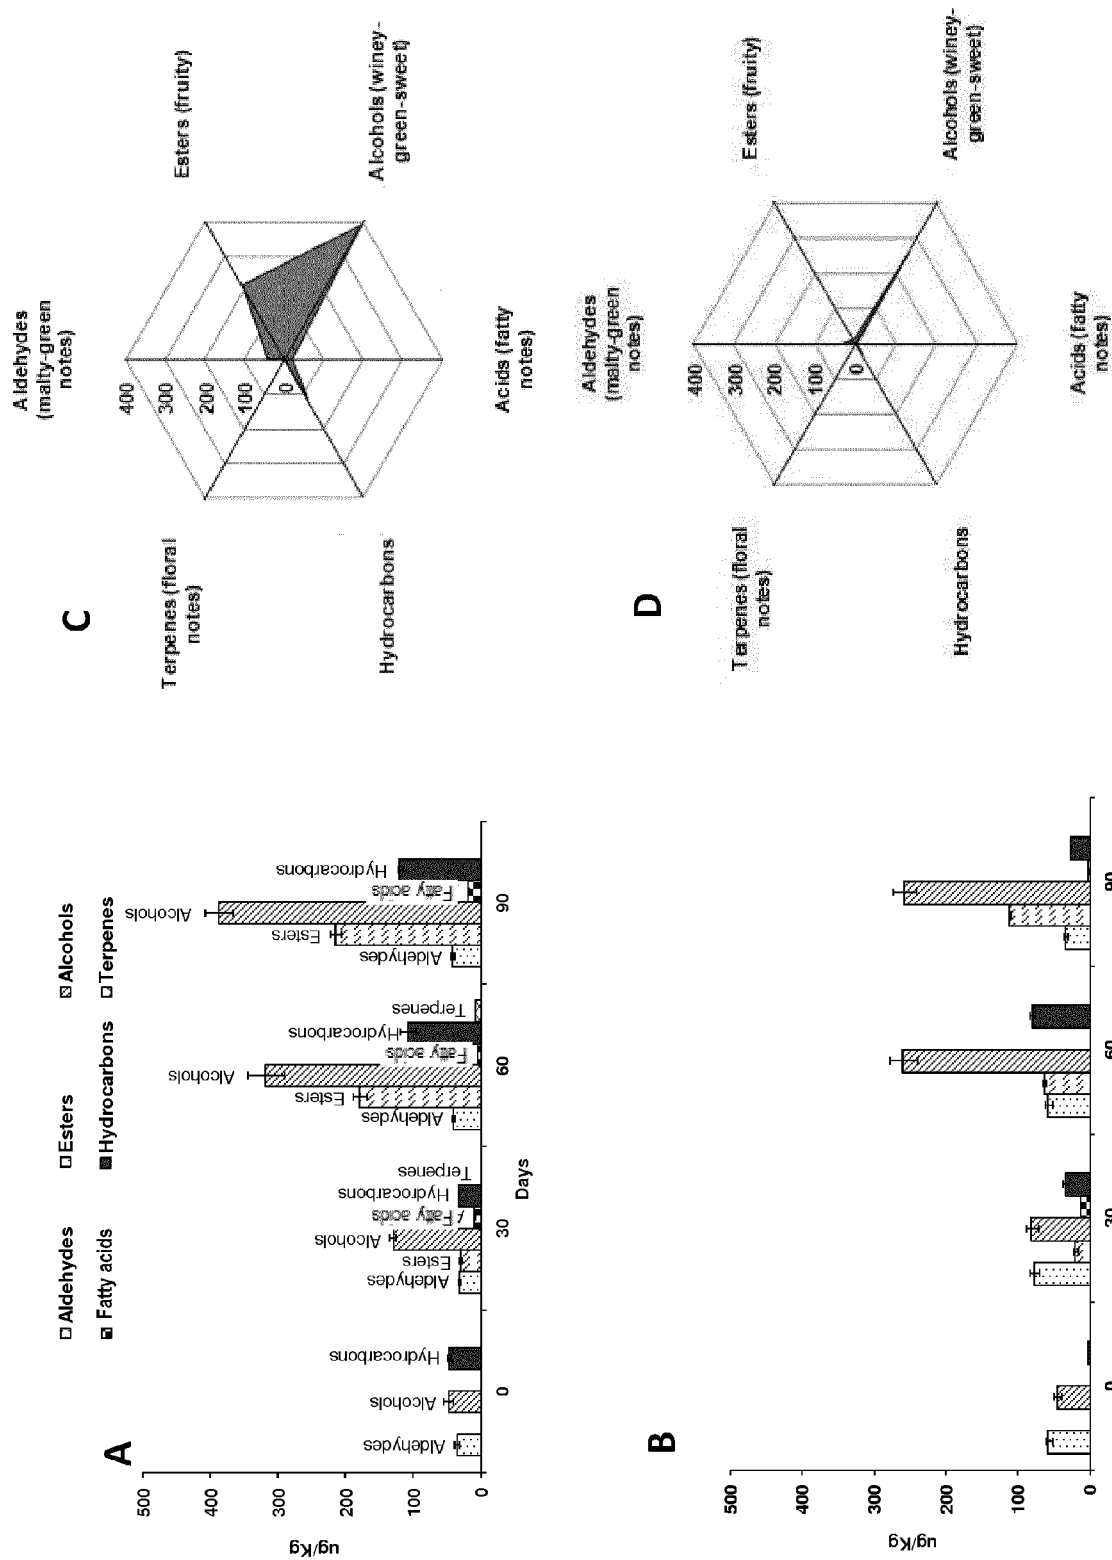 A
Aldehydes
Esters
Alcohols
Fatty acids
Hydrocarbons
Terpenes
ug/Kg
500
400
300
200
100
0
Aldehydes
Alcohols
Hydrocarbons
Aldehydes
Esters
Alcohols
Fatty acids
Hydrocarbons
Terpenes
Aldehydes
Esters
Alcohols
Fatty acids
Hydrocarbons
Terpenes
Aldehydes
Esters
Alcohols
Fatty acids
Hydrocarbons
0
30
60
90
Days
C
Aldehydes
(malty-green
notes)
Esters (fruity)
Alcohols (winey-
green-sweet)
Acids (fatty
notes)
Hydrocarbons
Terpenes (floral
notes)
400
300
200
100
0
B
ug/Kg
500
400
300
200
100
0
0
30
60
90
D
Aldehydes
(malty-green
notes)
Esters (fruity)
Alcohols (winey-
green-sweet)
Acids (fatty
notes)
Hydrocarbons
Terpenes (floral
notes)
400
300
200
100
0